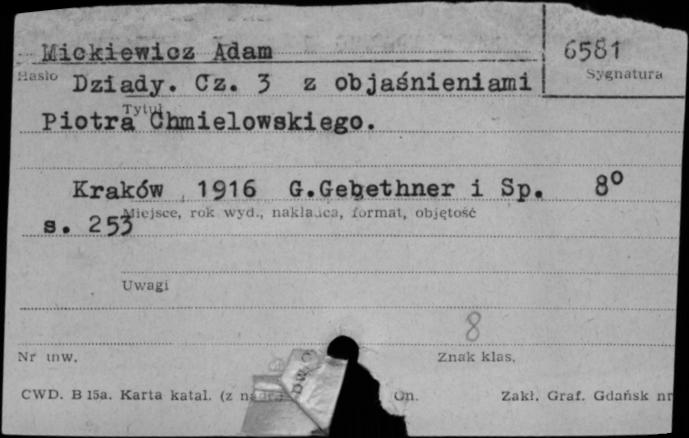 Mickiewicz Adam
6581
Hasło
Sygnatura
Dziady. Cz. 3 z objaśnieniami
Tytuł
Piotra Chmielowskiego.
Kraków 1916 G.Gebethner i Sp. 8°
Miejsce, rok wyd., nakładca, format, objętość
s. 253
Uwagi
8
Nr inw.
Znak klas.
CWD. B 15a. Karta katal. (z
Zakł. Graf. Gdańsk nr